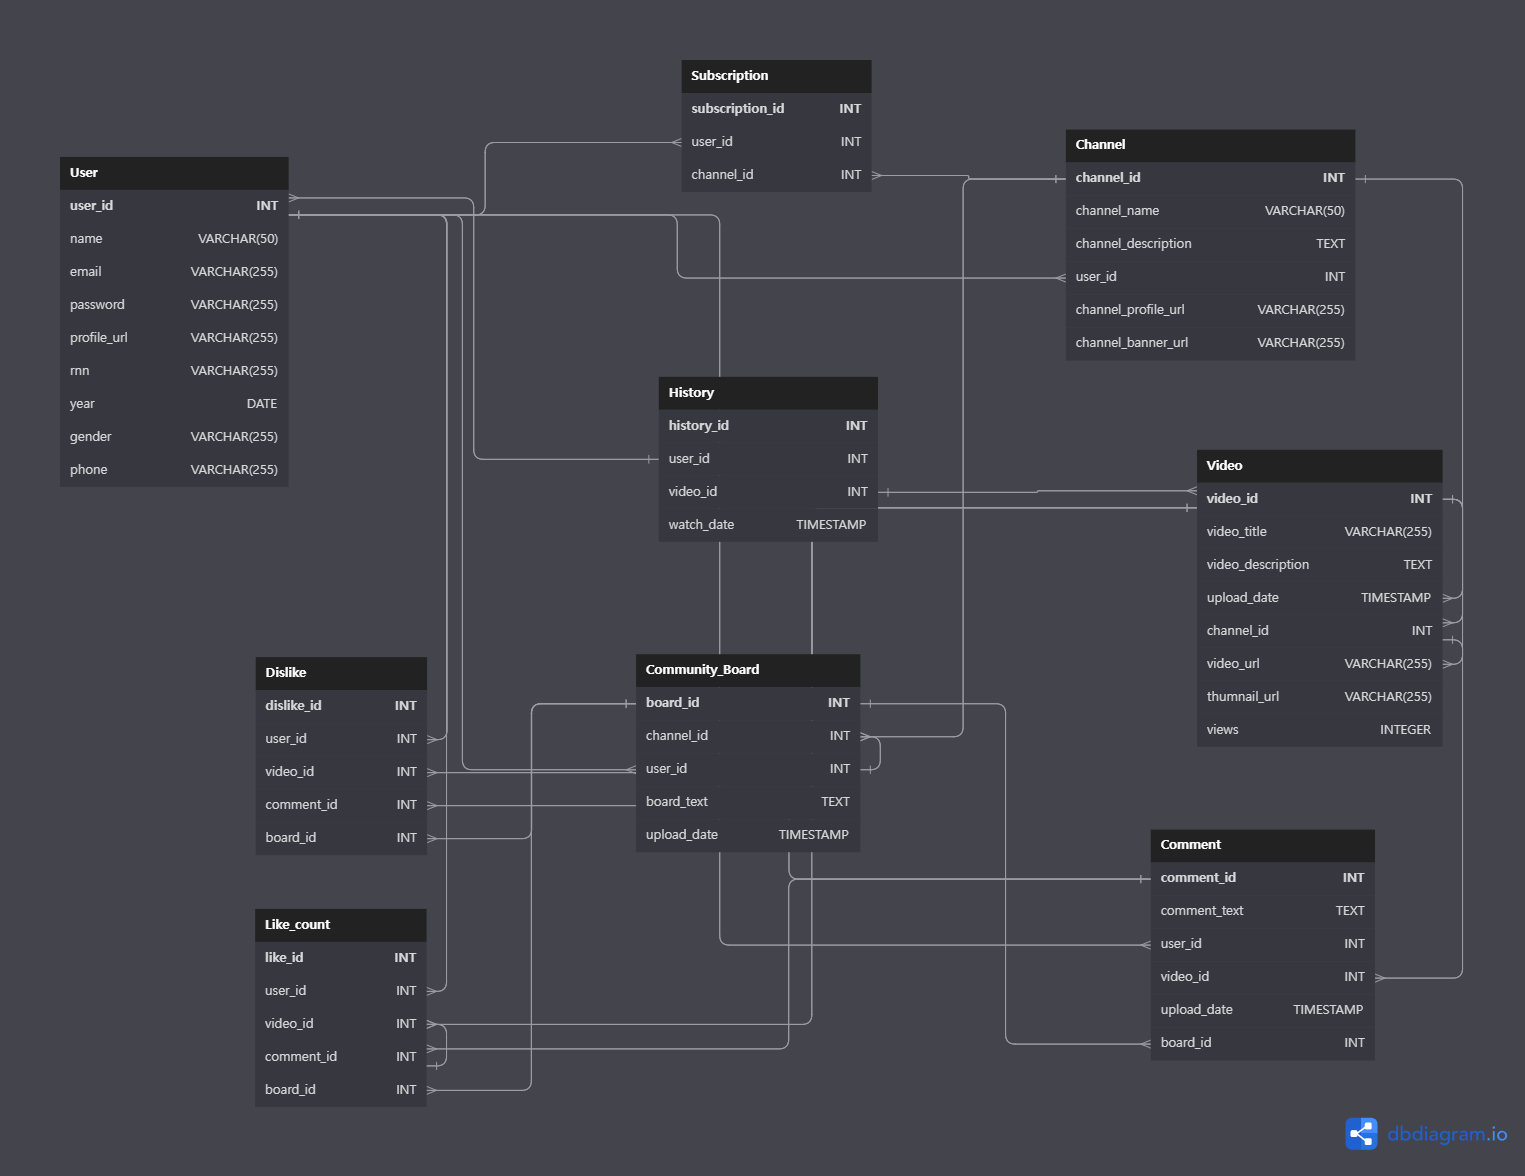 Subscription
subscription_id INT
user_id INT
channel_id INT
Channel
channel_id INT
channel_name VARCHAR(50)
channel_description TEXT
user_id INT
channel_profile_url VARCHAR(255)
channel_banner_url VARCHAR(255)
User
user_id INT
name VARCHAR(50)
email VARCHAR(255)
password VARCHAR(255)
profile_url VARCHAR(255)
rnn VARCHAR(255)
year DATE
gender VARCHAR(255)
phone VARCHAR(255)
History
history_id INT
user_id INT
video_id INT
watch_date TIMESTAMP
Video
video_id INT
video_title VARCHAR(255)
video_description TEXT
upload_date TIMESTAMP
channel_id INT
video_url VARCHAR(255)
thumnail_url VARCHAR(255)
views INTEGER
Dislike
dislike_id INT
user_id INT
video_id INT
comment_id INT
board_id INT
Community_Board
board_id INT
channel_id INT
user_id INT
board_text TEXT
upload_date TIMESTAMP
Comment
comment_id INT
comment_text TEXT
user_id INT
video_id INT
upload_date TIMESTAMP
board_id INT
Like_count
like_id INT
user_id INT
video_id INT
comment_id INT
board_id INT
dbdiagram.io